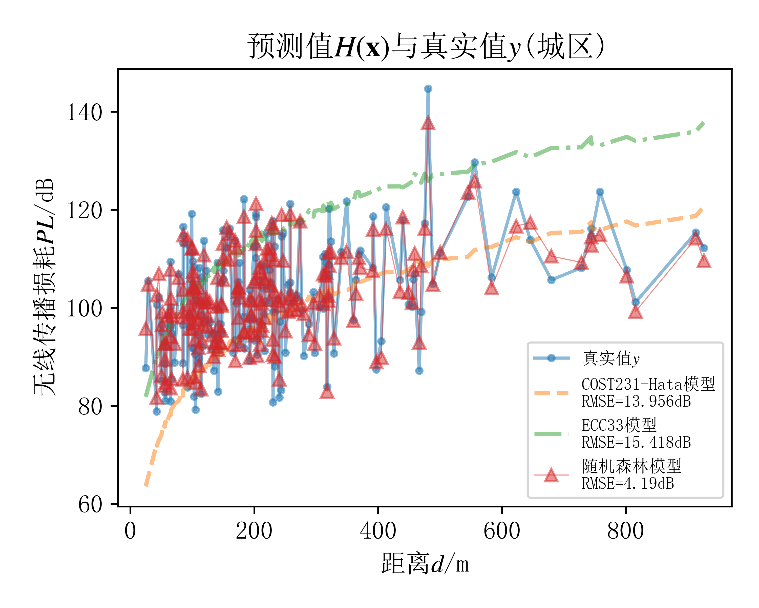 预测值H(x)与真实值y(城区)
无线传播损耗PL/dB
140
120
100
80
60
0
200
400
600
800
距离d/m
真实值y
COST231-Hata模型
RMSE=13.956dB
ECC33模型
RMSE=15.418dB
随机森林模型
RMSE=4.19dB